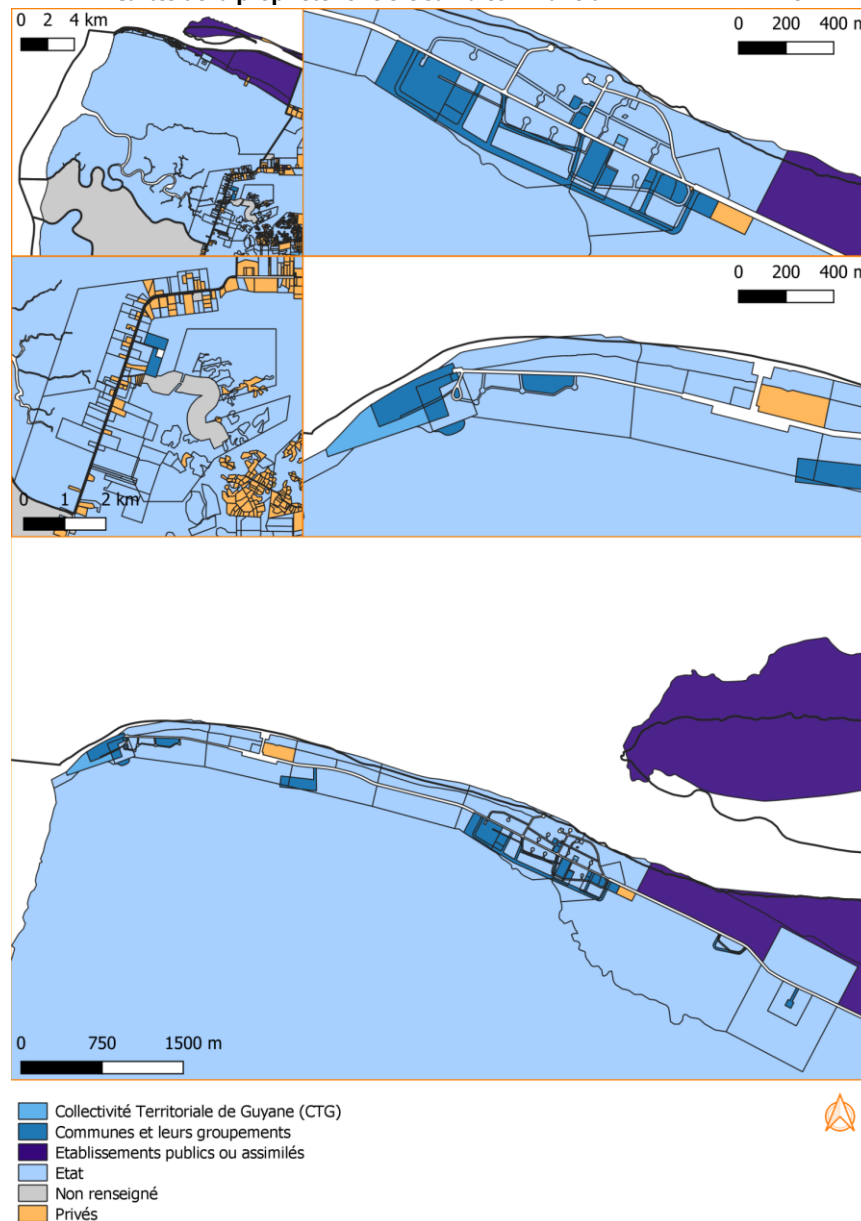 0 2 4 km
0 200 400 m
0 1 2 km
0 200 400 m
0 750 1500 m
Collectivité Territoriale de Guyane (CTG)
Communes et leurs groupements
Etablissements publics ou assimilés
Etat
Non renseigné
Privés